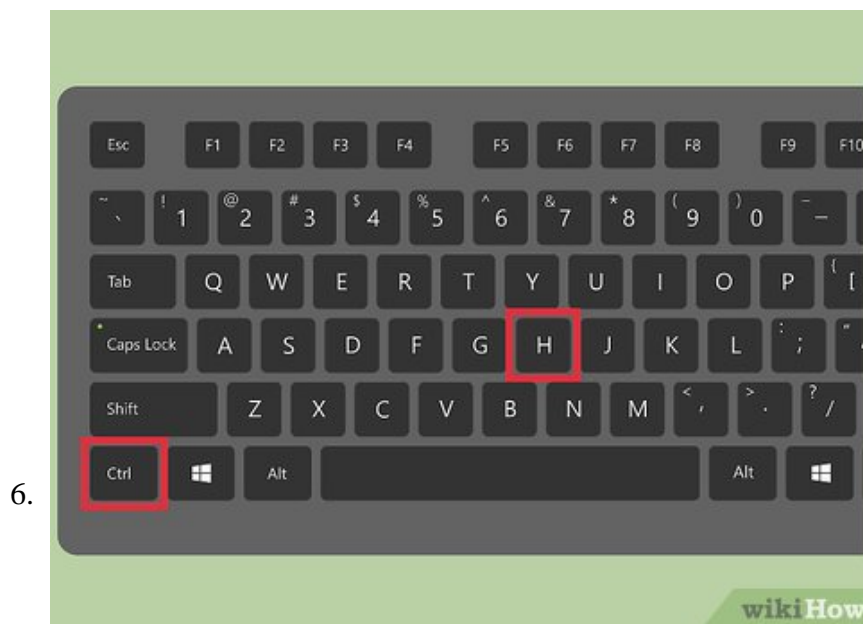 Esc F1 F2 F3 F4 F5 F6 F7 F8 F9 F10
~ ` ! 1 @ 2 # 3 $ 4 % 5 ^ 6 & 7 * 8 ( 9 ) 0 _ –
Tab Q W E R T Y U I O P { [
Caps Lock A S D F G H J K L : ; "
Shift Z X C V B N M < , > . ? /
Ctrl Alt Alt
6.
wikiHow